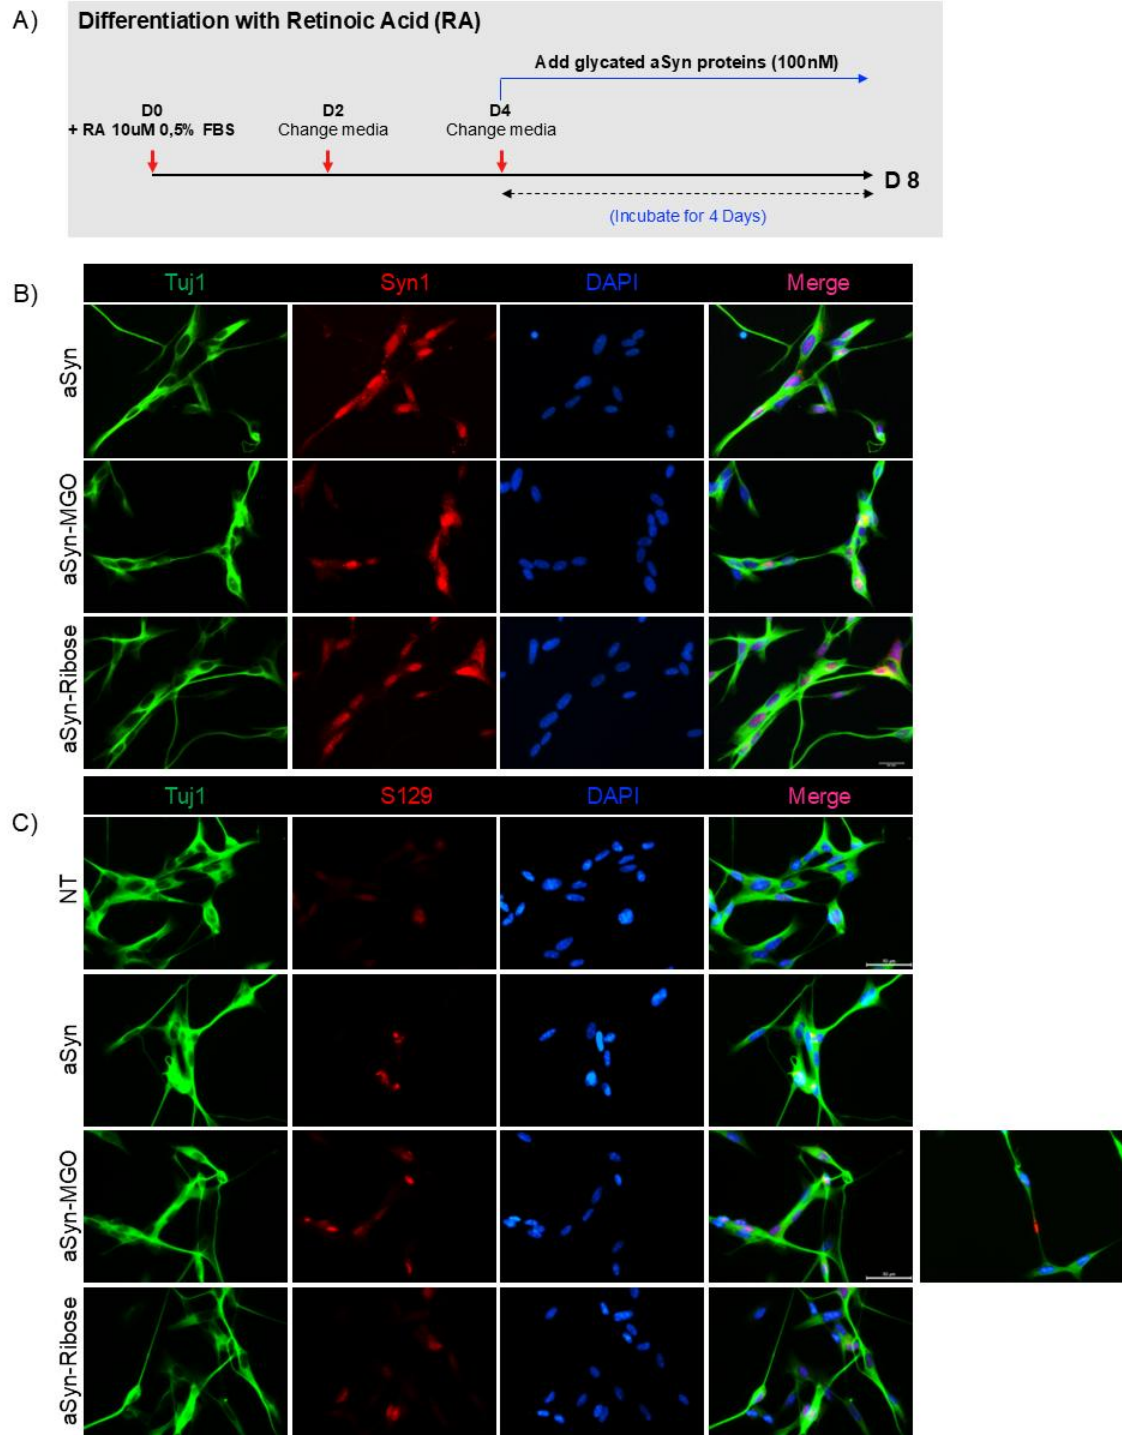 A)
Differentiation with Retinoic Acid (RA)
Add glycated aSyn proteins (100nM)
D0
+ RA 10uM 0,5% FBS
D2
Change media
D4
Change media
D 8
(Incubate for 4 Days)
B)
Tuj1 Syn1 DAPI Merge
aSyn
aSyn-MGO
aSyn-Ribose
C)
Tuj1 S129 DAPI Merge
NT
aSyn
aSyn-MGO
aSyn-Ribose